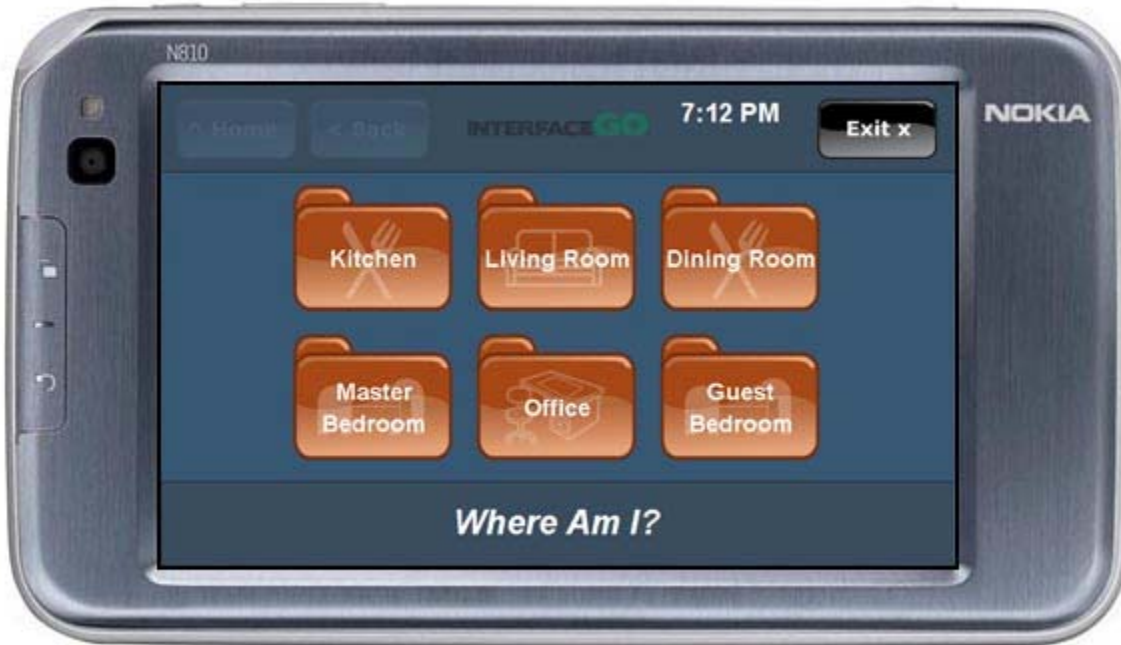 N810
^ Home
< Back
INTERFACEGO
7:12 PM
Exit x
NOKIA
Kitchen
Living Room
Dining Room
Master
Bedroom
Office
Guest
Bedroom
Where Am I?